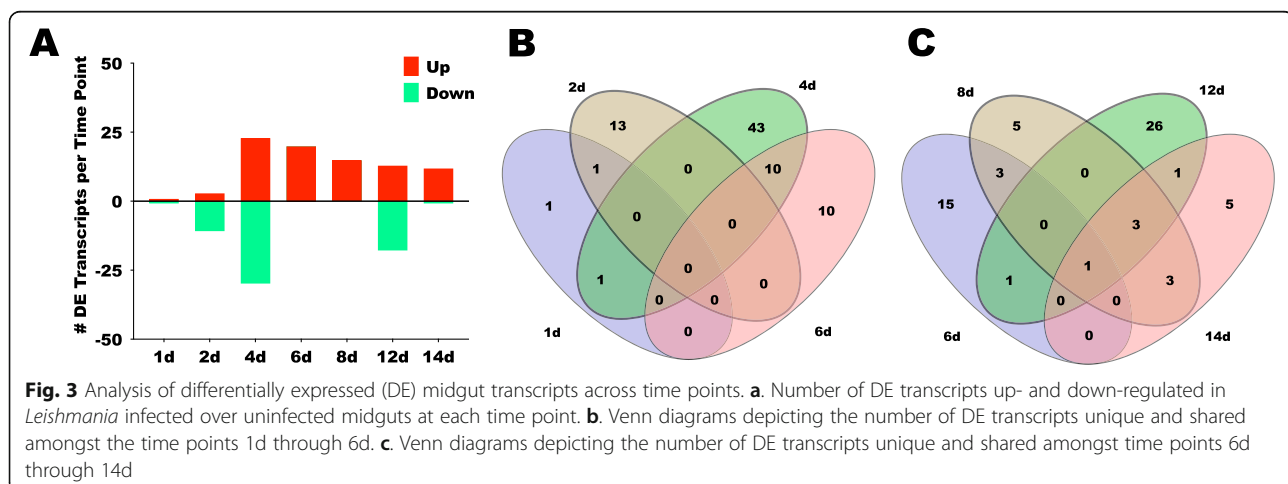 A
# DE Transcripts per Time Point
50
25
0
-25
-50
Up
Down
1d 2d 4d 6d 8d 12d 14d
B
2d
4d
13
43
1
0
10
1
10
0
0
0
1
0
0
0
0
1d
6d
C
8d
12d
5
26
3
0
1
15
5
0
3
1
1
3
0
0
0
6d
14d
Fig. 3 Analysis of differentially expressed (DE) midgut transcripts across time points. a. Number of DE transcripts up- and down-regulated in
Leishmania infected over uninfected midguts at each time point. b. Venn diagrams depicting the number of DE transcripts unique and shared
amongst the time points 1d through 6d. c. Venn diagrams depicting the number of DE transcripts unique and shared amongst time points 6d
through 14d